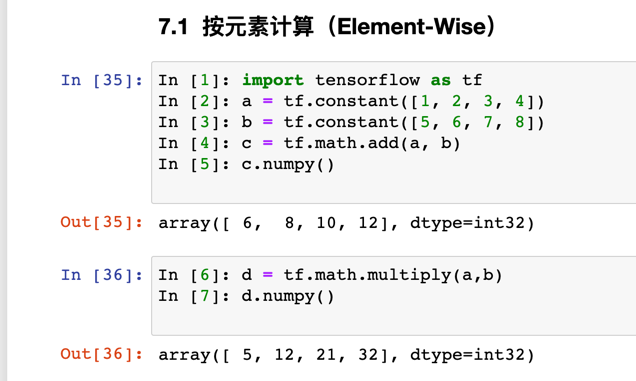 7.1 按元素计算（Element-Wise）
In [35]: In [1]: import tensorflow as tf
In [2]: a = tf.constant([1, 2, 3, 4])
In [3]: b = tf.constant([5, 6, 7, 8])
In [4]: c = tf.math.add(a, b)
In [5]: c.numpy()
Out[35]: array([ 6,  8, 10, 12], dtype=int32)
In [36]: In [6]: d = tf.math.multiply(a,b)
In [7]: d.numpy()
Out[36]: array([ 5, 12, 21, 32], dtype=int32)